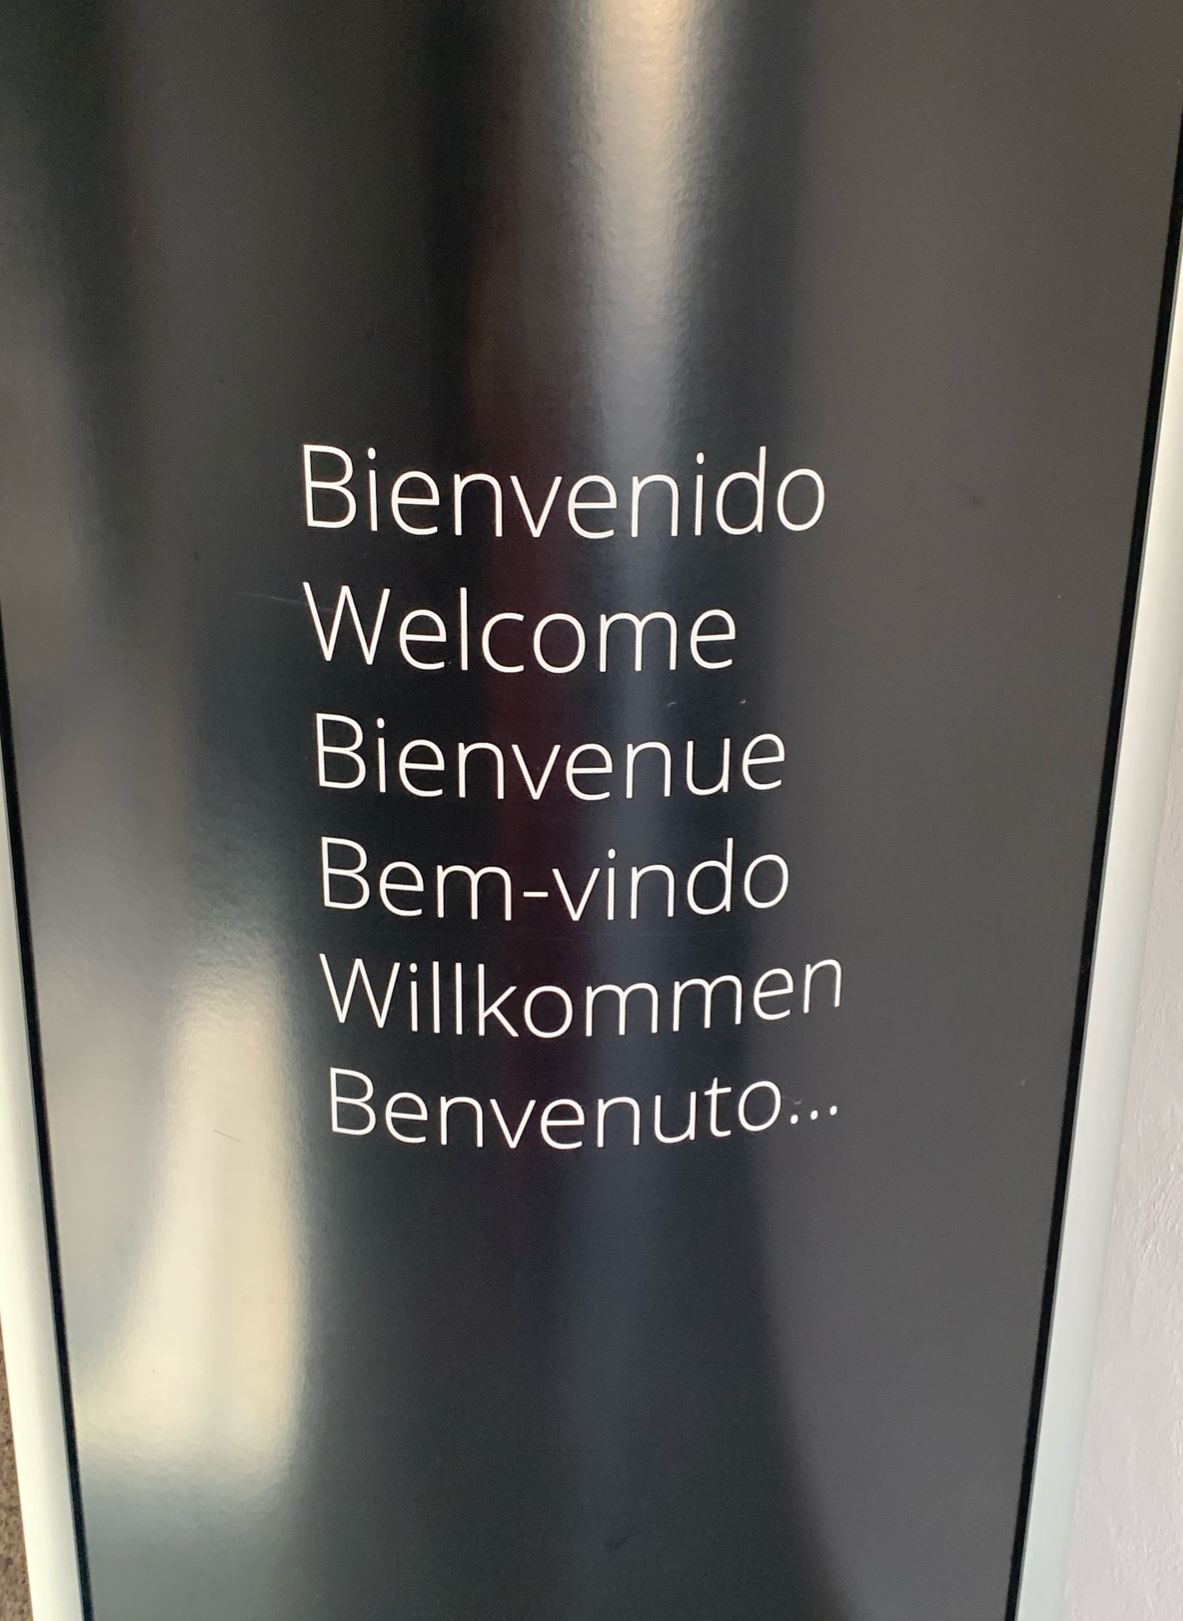 Bienvenido
Welcome
Bienvenue
Bem-vindo
Willkommen
Benvenuto...